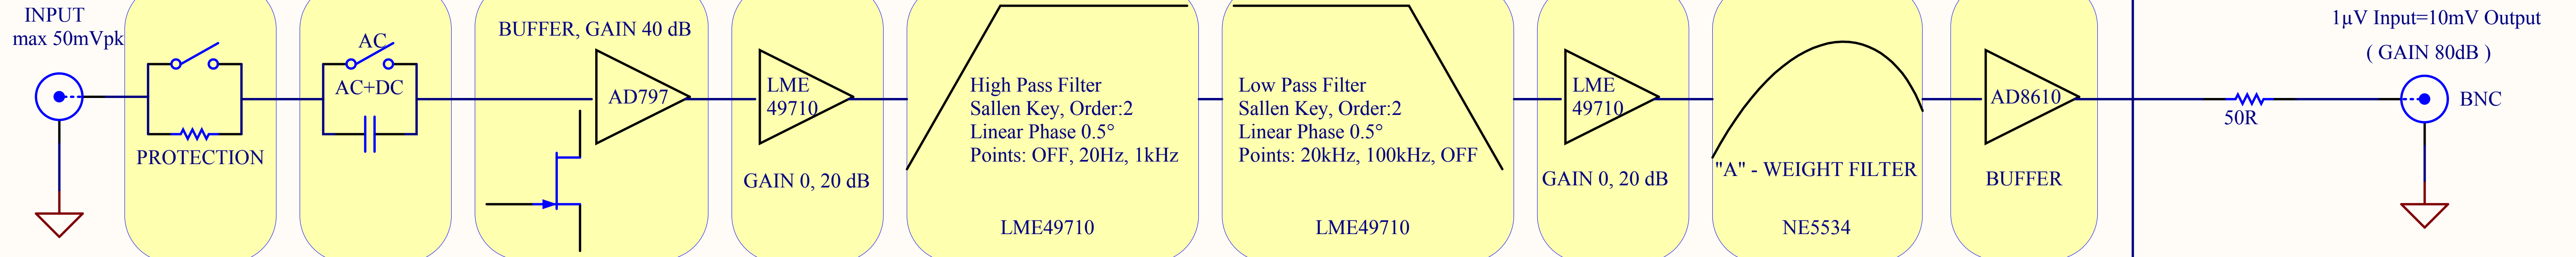 INPUT
max 50mVpk
PROTECTION
AC
AC+DC
BUFFER, GAIN 40 dB
AD797
LME
49710
GAIN 0, 20 dB
High Pass Filter
Sallen Key, Order:2
Linear Phase 0.5°
Points: OFF, 20Hz, 1kHz
LME49710
Low Pass Filter
Sallen Key, Order:2
Linear Phase 0.5°
Points: 20kHz, 100kHz, OFF
LME49710
LME
49710
GAIN 0, 20 dB
"A" - WEIGHT FILTER
NE5534
AD8610
BUFFER
50R
1µV Input=10mV Output
( GAIN 80dB )
BNC